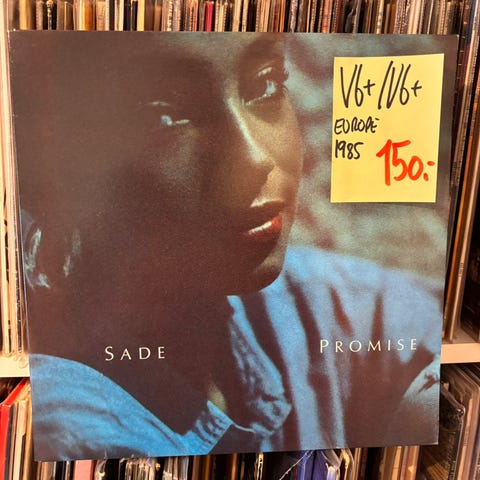 VG+/VG+
EUROPE
1985 150:-
SADE PROMISE